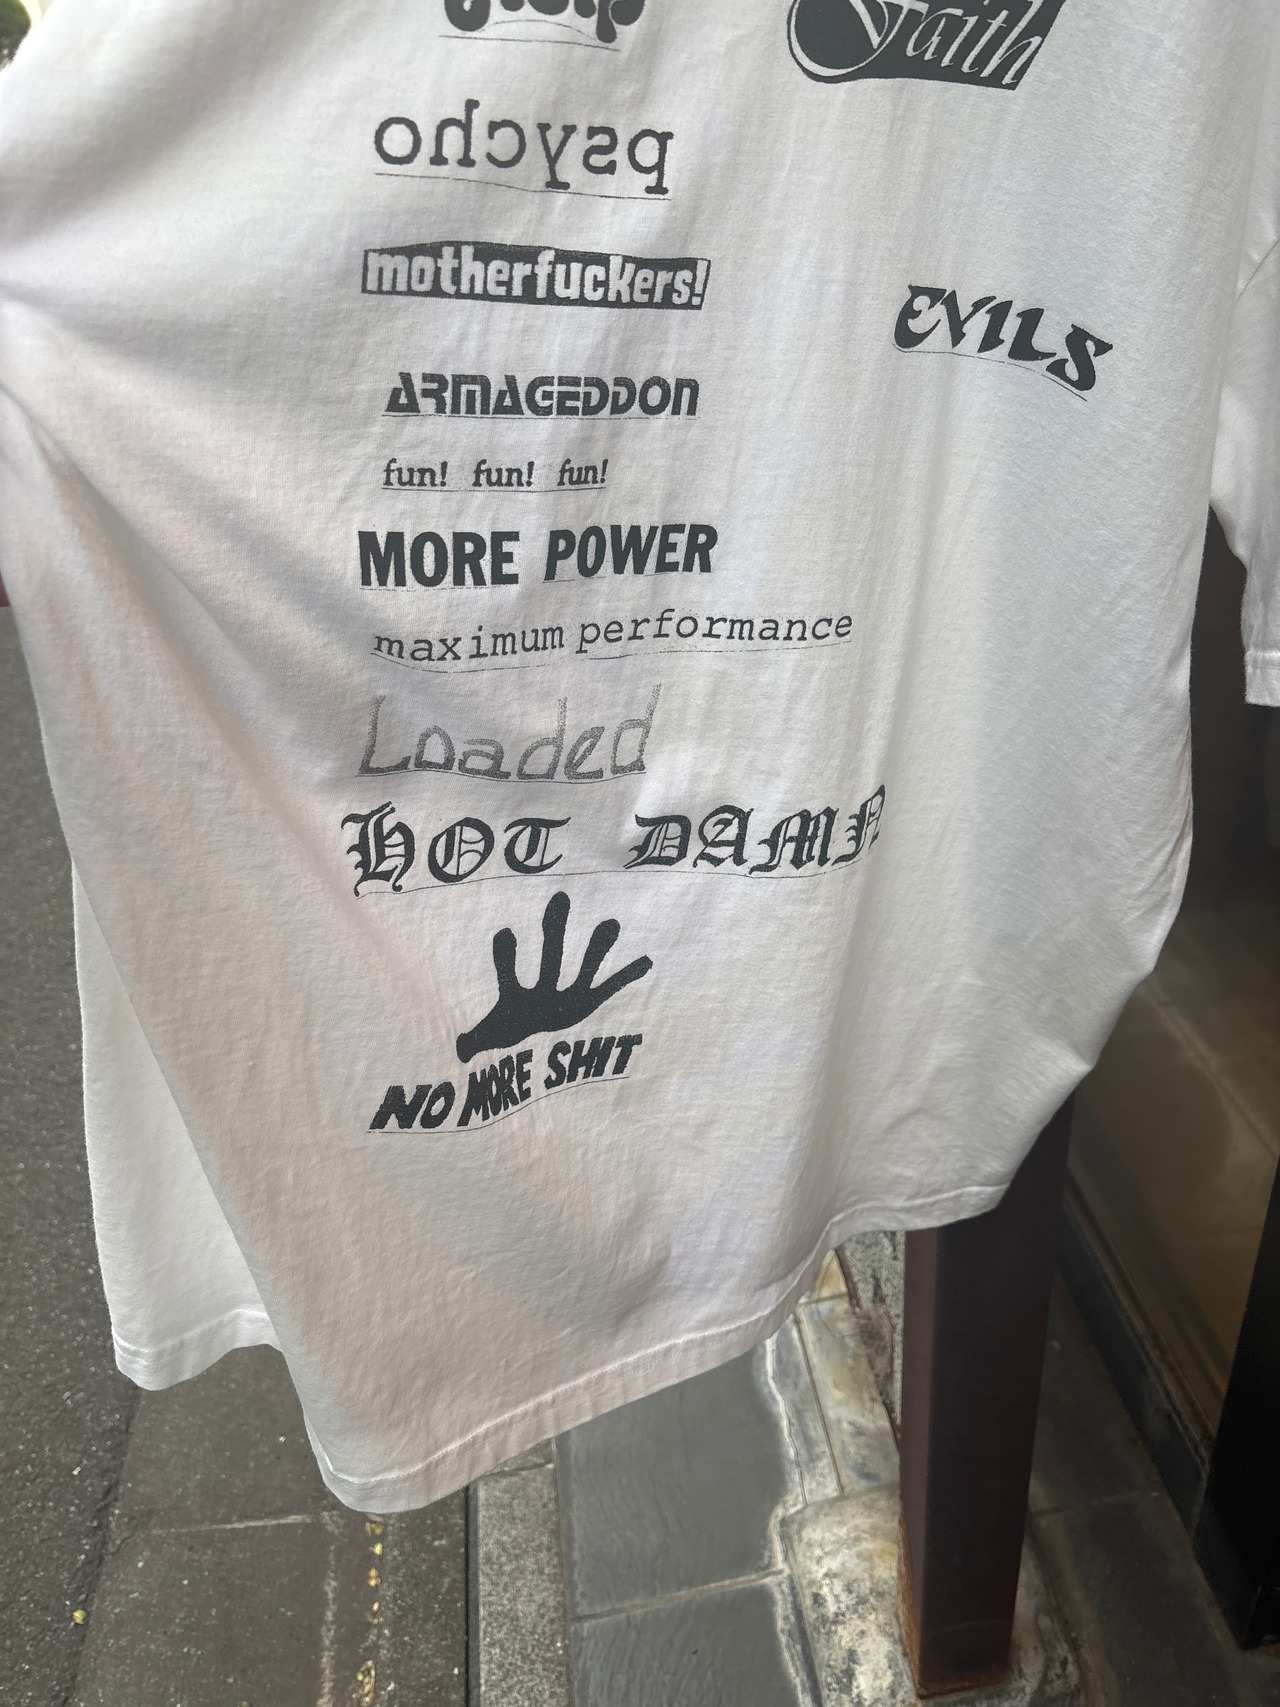 Faith
psycho
motherfuckers!
EVILS
ARMAGEDDON
fun! fun! fun!
MORE POWER
maximum performance
Loaded
HOT DAMN
NO MORE SHIT